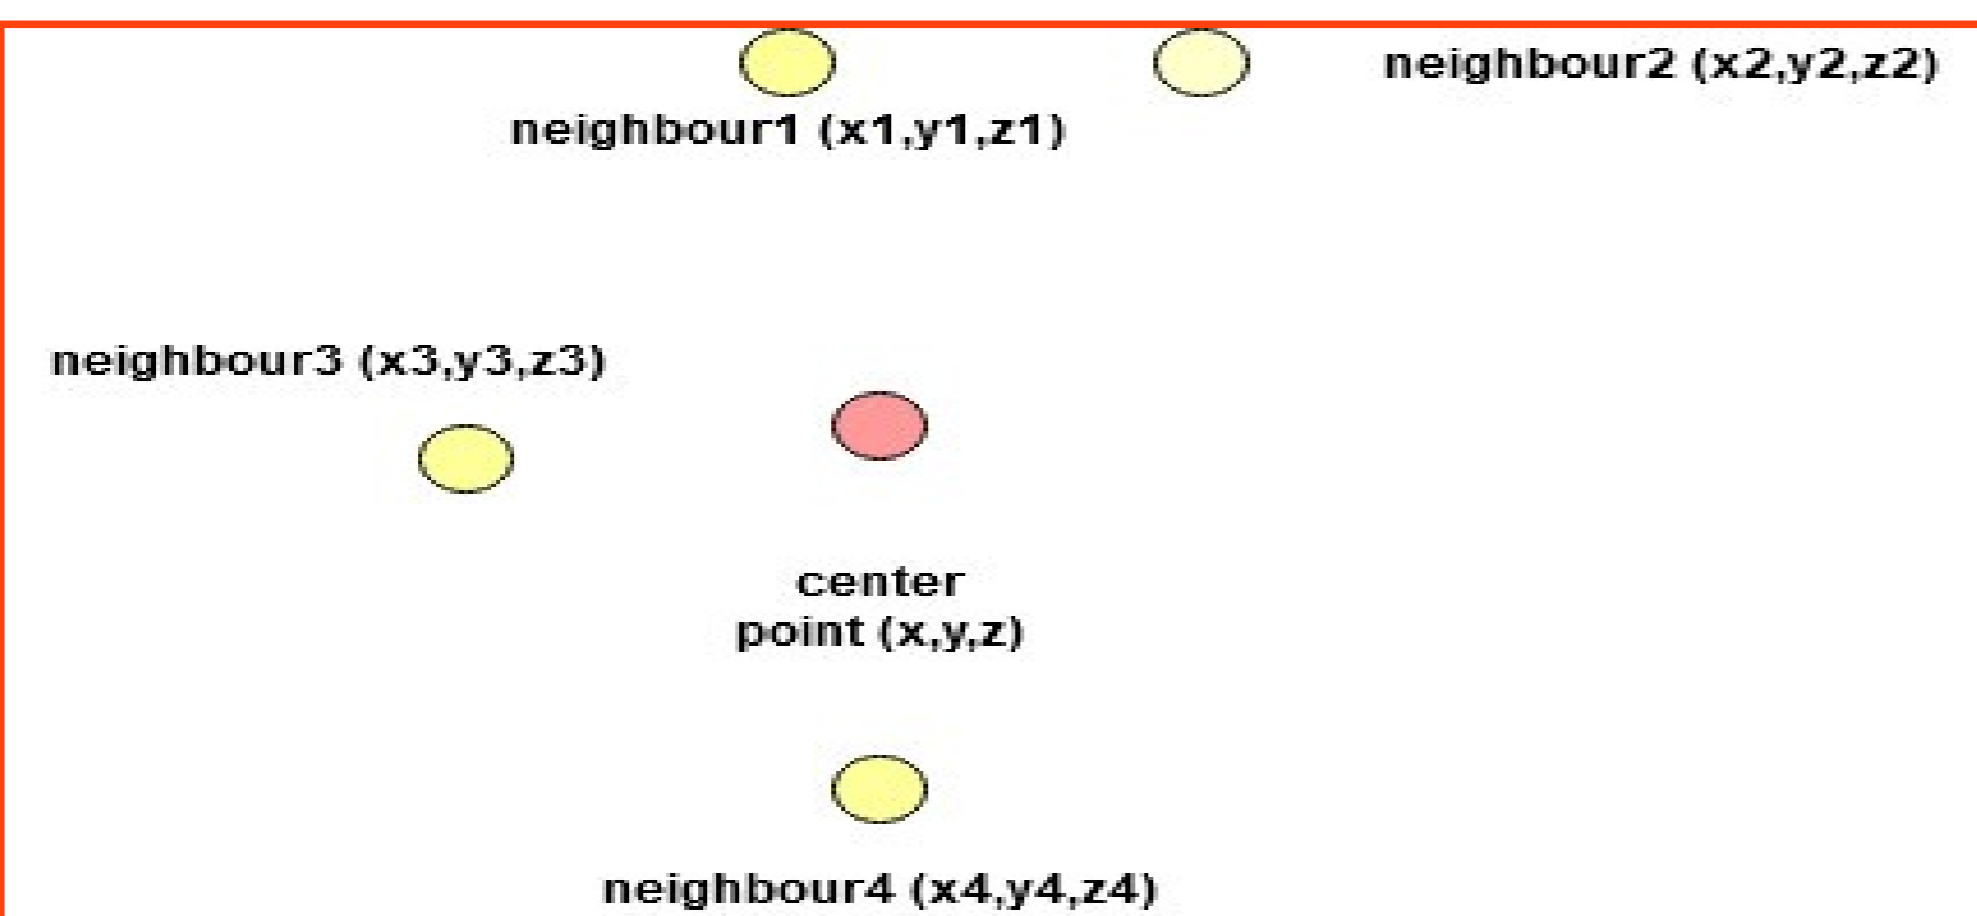 neighbour2 (x2,y2,z2)
neighbour1 (x1,y1,z1)
neighbour3 (x3,y3,z3)
center
point (x,y,z)
neighbour4 (x4,y4,z4)